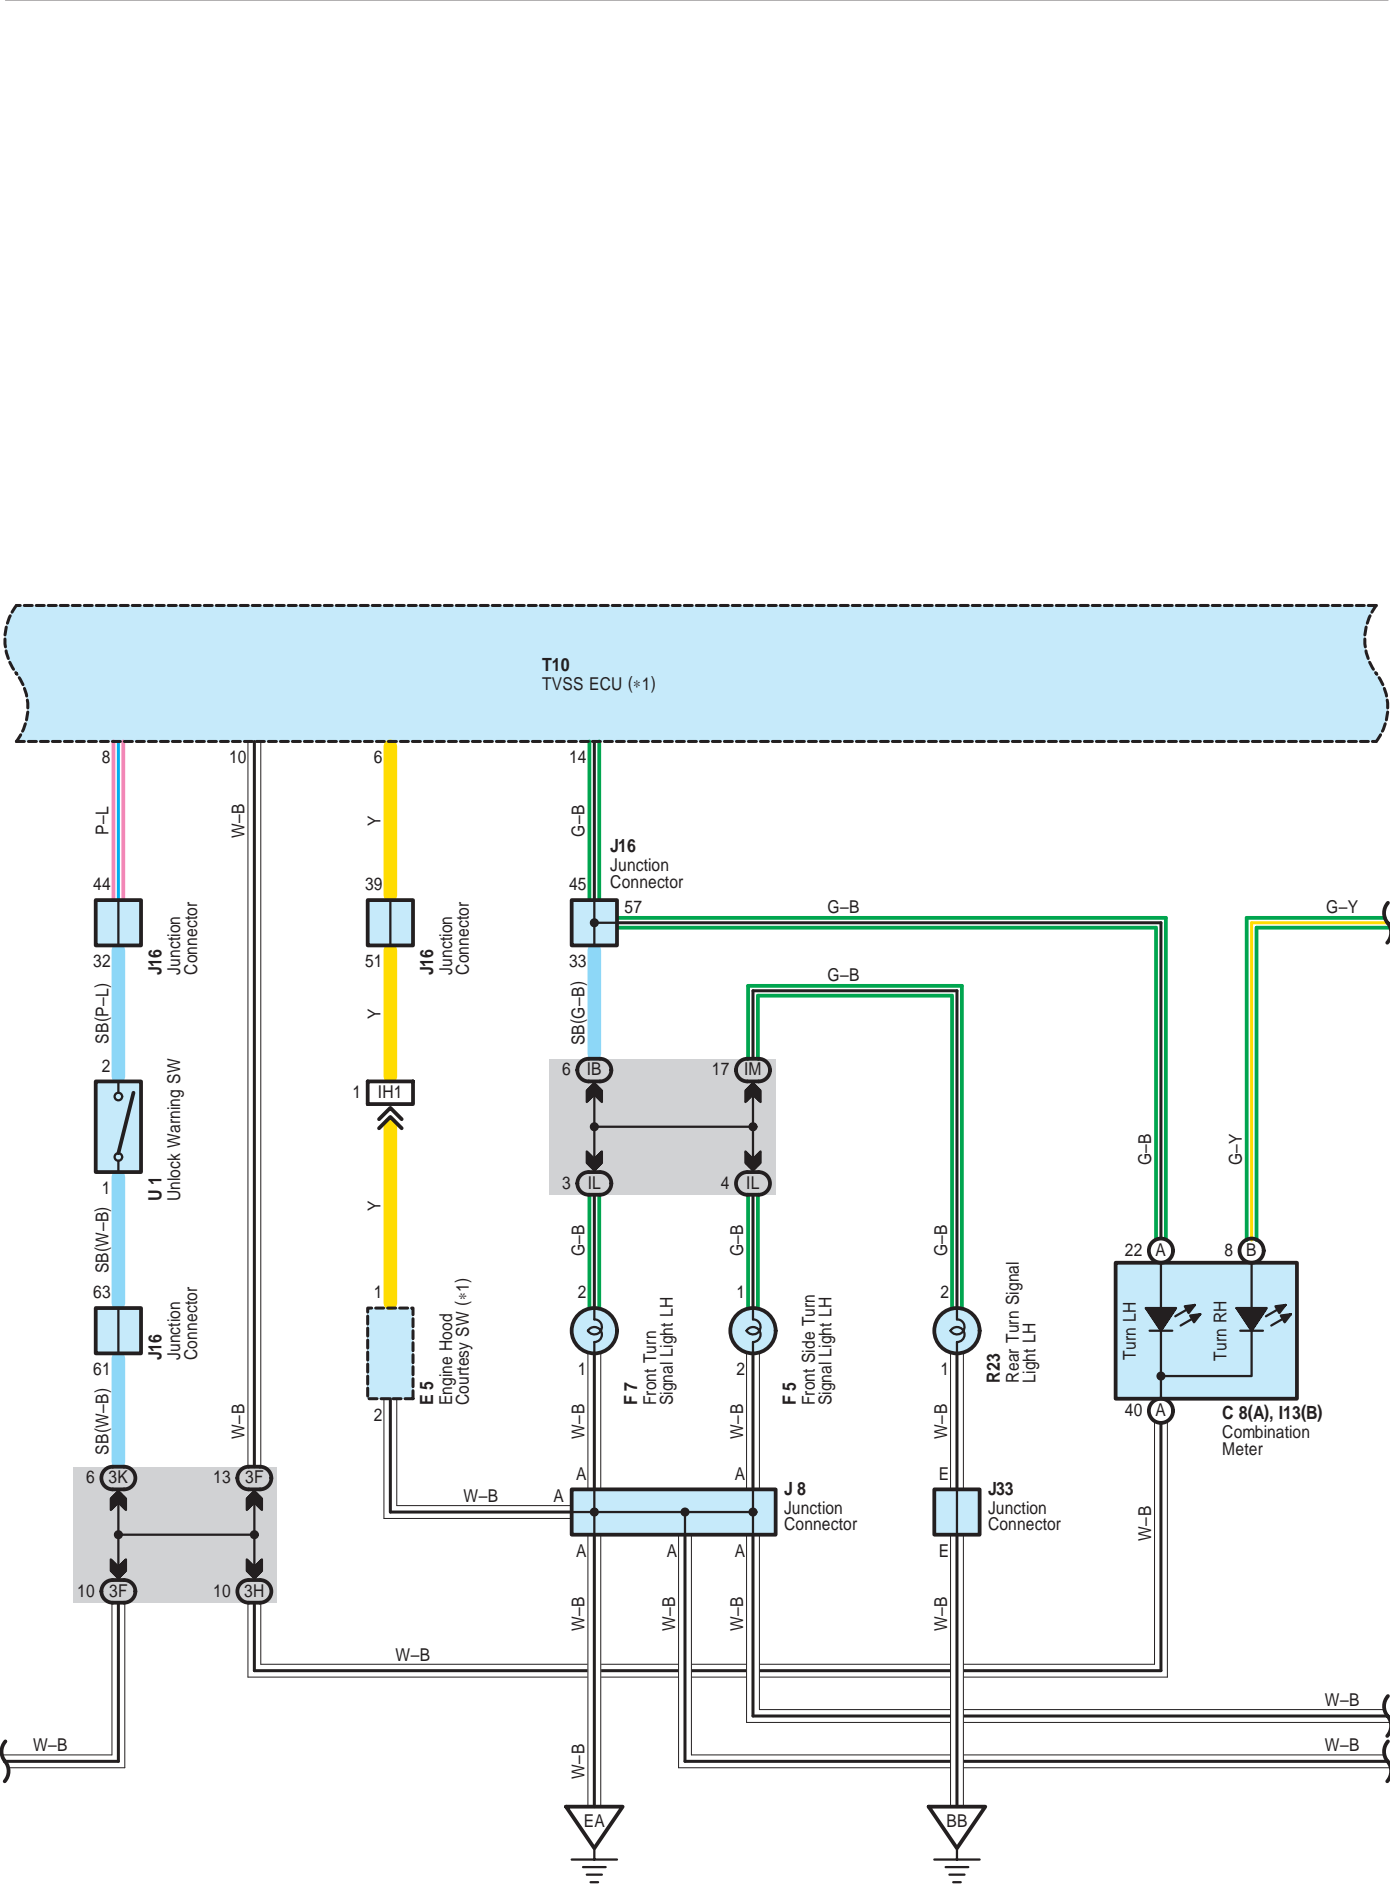 T10
TVSS ECU (*1)
8
10
6
14
P–L
W–B
Y
G–B
J16
Junction
Connector
44
39
45
57
G–B
G–Y
J16
Junction
Connector
J16
Junction
Connector
32
51
33
G–B
SB(P–L)
Y
SB(G–B)
2
6
IB
17
IM
1
IH1
U 1
Unlock Warning SW
G–B
G–Y
1
3
IL
4
IL
SB(W–B)
Y
G–B
G–B
G–B
22
A
8
B
63
1
2
1
2
J16
Junction
Connector
E 5
Engine Hood
Courtesy SW (*1)
F 7
Front Turn
Signal Light LH
F 5
Front Side Turn
Signal Light LH
R23
Rear Turn Signal
Light LH
Turn LH
Turn RH
61
1
2
1
SB(W–B)
W–B
2
W–B
W–B
W–B
40
A
C 8(A), I13(B)
Combination
Meter
6
3K
13
3F
A
A
E
W–B
A
J 8
Junction
Connector
J33
Junction
Connector
W–B
A
A
A
E
10
3F
10
3H
W–B
W–B
W–B
W–B
W–B
W–B
W–B
W–B
W–B
EA
BB